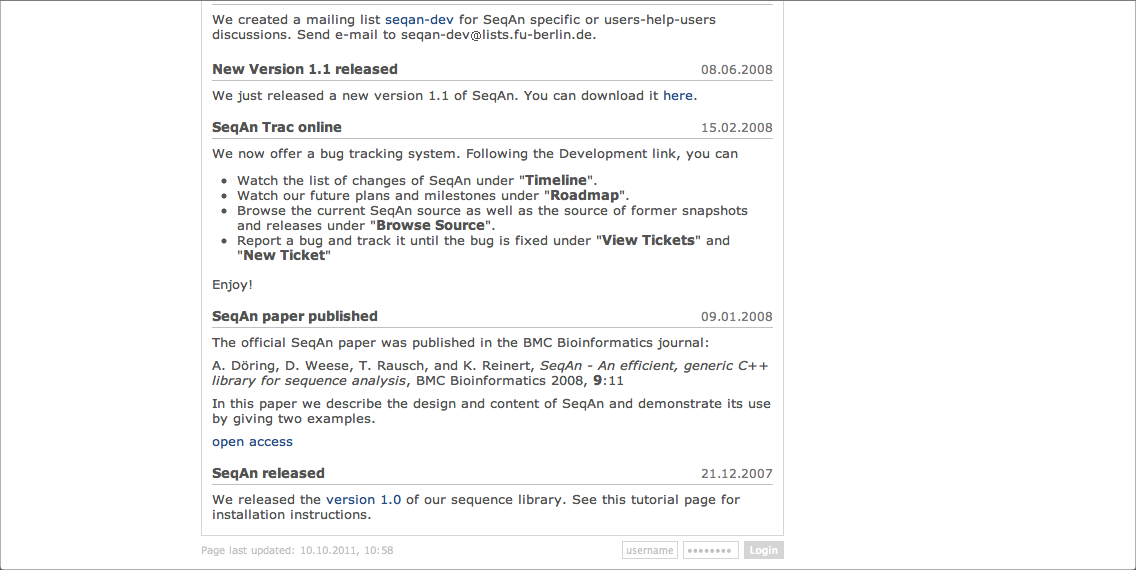 We created a mailing list seqan-dev for SeqAn specific or users-help-users
discussions. Send e-mail to seqan-dev@lists.fu-berlin.de.
New Version 1.1 released 08.06.2008
We just released a new version 1.1 of SeqAn. You can download it here.
SeqAn Trac online 15.02.2008
We now offer a bug tracking system. Following the Development link, you can
• Watch the list of changes of SeqAn under "Timeline".
• Watch our future plans and milestones under "Roadmap".
• Browse the current SeqAn source as well as the source of former snapshots
and releases under "Browse Source".
• Report a bug and track it until the bug is fixed under "View Tickets" and
"New Ticket"
Enjoy!
SeqAn paper published 09.01.2008
The official SeqAn paper was published in the BMC Bioinformatics journal:
A. Döring, D. Weese, T. Rausch, and K. Reinert, SeqAn - An efficient, generic C++
library for sequence analysis, BMC Bioinformatics 2008, 9:11
In this paper we describe the design and content of SeqAn and demonstrate its use
by giving two examples.
open access
SeqAn released 21.12.2007
We released the version 1.0 of our sequence library. See this tutorial page for
installation instructions.
Page last updated: 10.10.2011, 10:58 username •••••••• Login